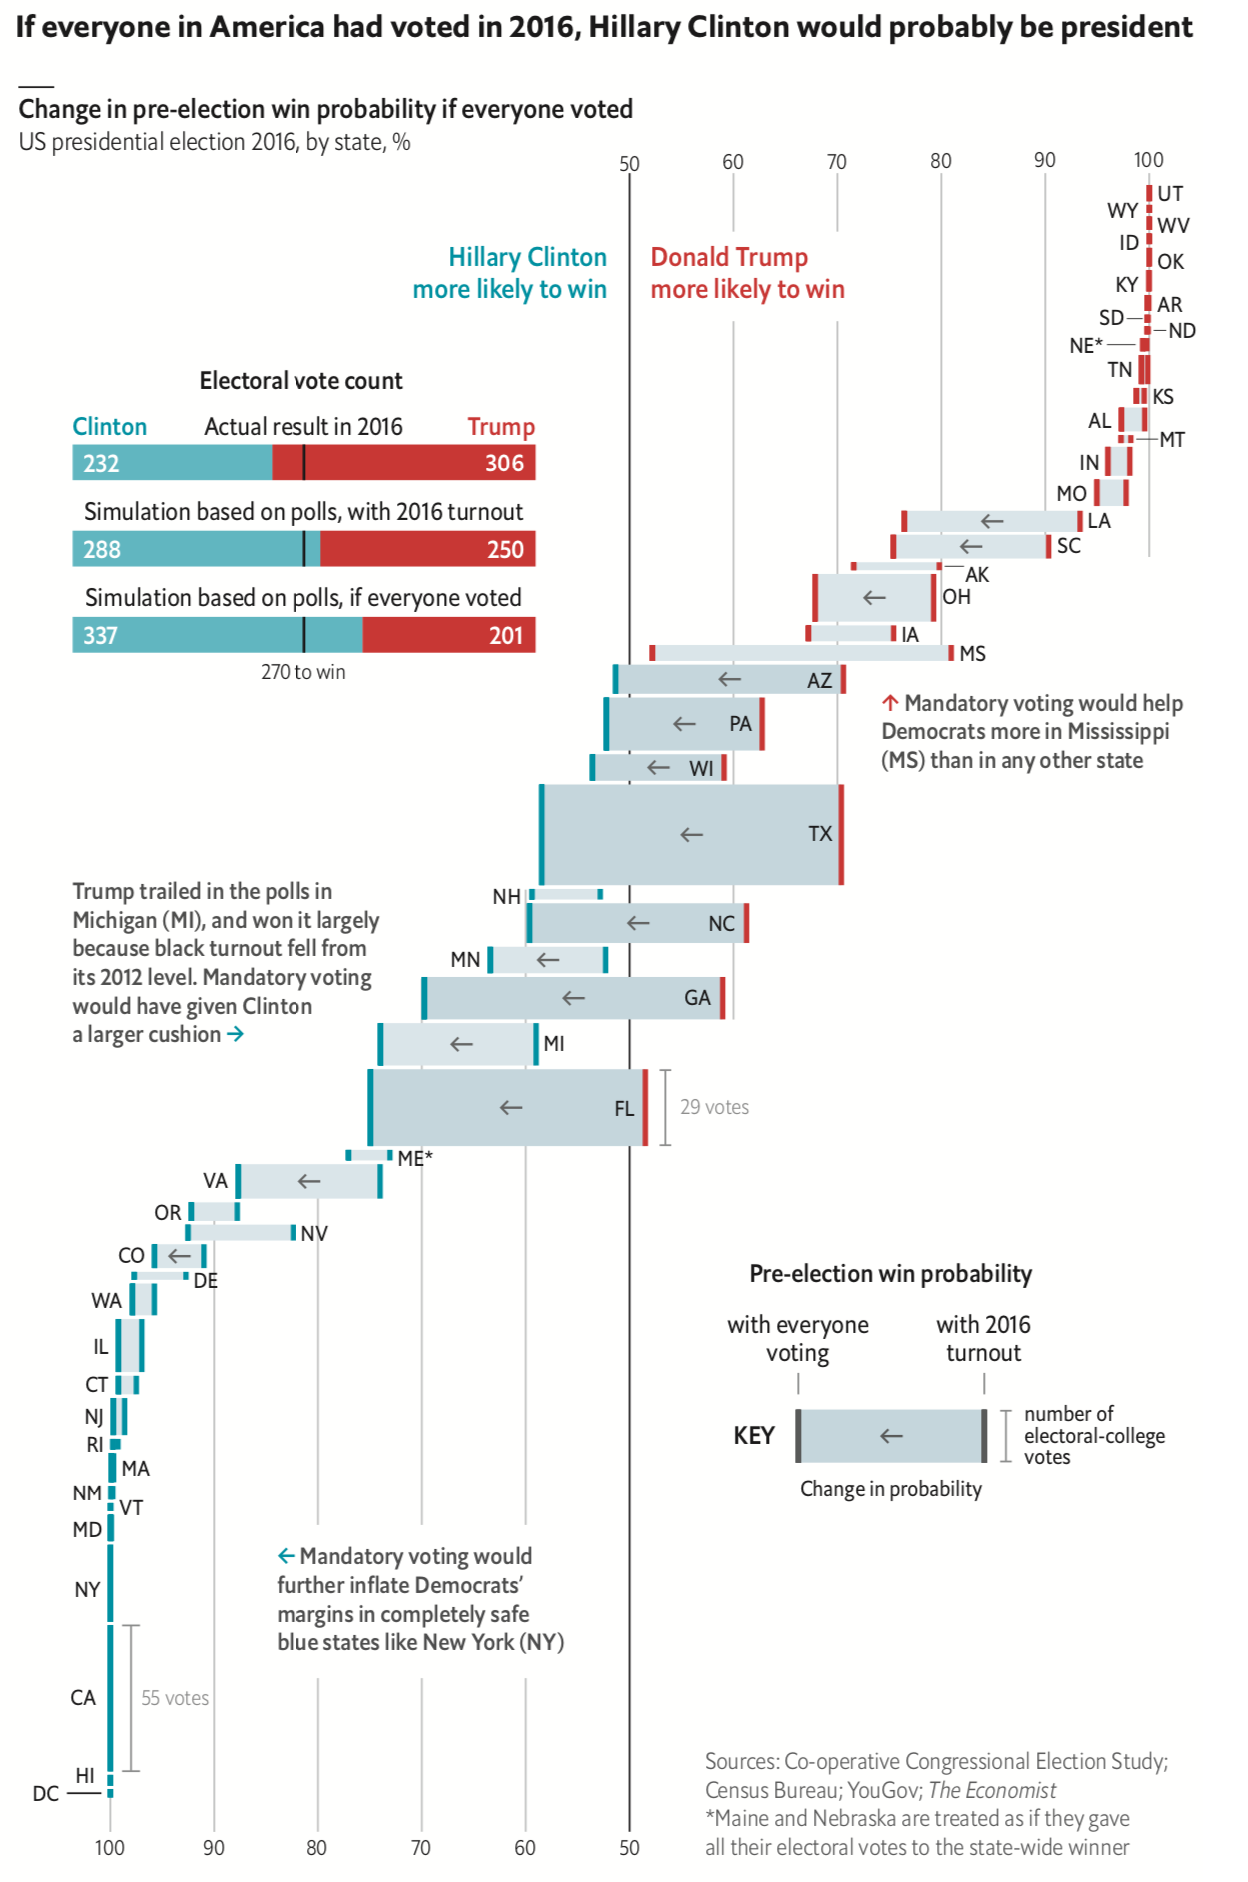 If everyone in America had voted in 2016, Hillary Clinton would probably be president
Change in pre-election win probability if everyone voted
US presidential election 2016, by state, %
50 60 70 80 90 100
Hillary Clinton
more likely to win
Donald Trump
more likely to win
UT
WY
WV
ID
OK
KY
AR
SD
ND
NE*
TN
KS
AL
MT
IN
MO
LA
SC
AK
OH
IA
MS
Electoral vote count
Clinton Actual result in 2016 Trump
232 306
Simulation based on polls, with 2016 turnout
288 250
Simulation based on polls, if everyone voted
337 201
270 to win
AZ
PA
WI
TX
↑ Mandatory voting would help
Democrats more in Mississippi
(MS) than in any other state
NH
NC
MN
GA
MI
FL
29 votes
Trump trailed in the polls in
Michigan (MI), and won it largely
because black turnout fell from
its 2012 level. Mandatory voting
would have given Clinton
a larger cushion →
ME*
VA
OR
NV
CO
DE
WA
IL
CT
NJ
RI
MA
NM
VT
MD
NY
CA
55 votes
HI
DC
Pre-election win probability
with everyone
voting
with 2016
turnout
KEY
←
number of
electoral-college
votes
Change in probability
← Mandatory voting would
further inflate Democrats’
margins in completely safe
blue states like New York (NY)
Sources: Co-operative Congressional Election Study;
Census Bureau; YouGov; The Economist
*Maine and Nebraska are treated as if they gave
all their electoral votes to the state-wide winner
100 90 80 70 60 50